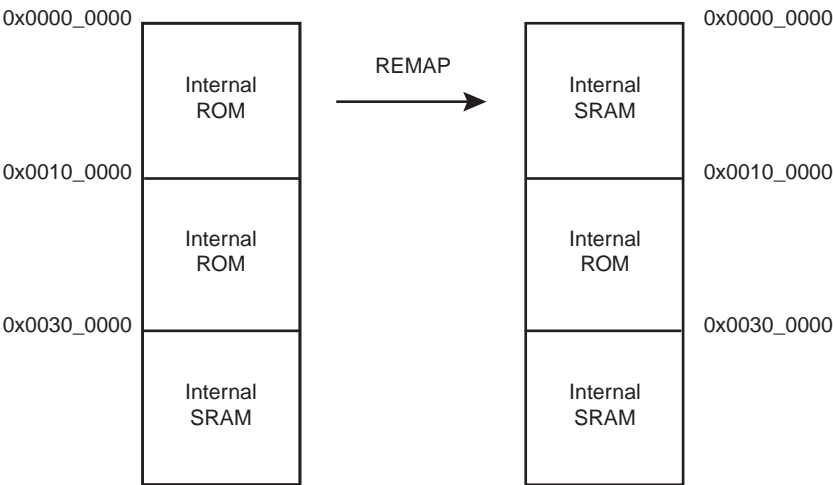 0x0000_0000
Internal
ROM
0x0010_0000
Internal
ROM
0x0030_0000
Internal
SRAM
REMAP
0x0000_0000
Internal
SRAM
0x0010_0000
Internal
ROM
0x0030_0000
Internal
SRAM